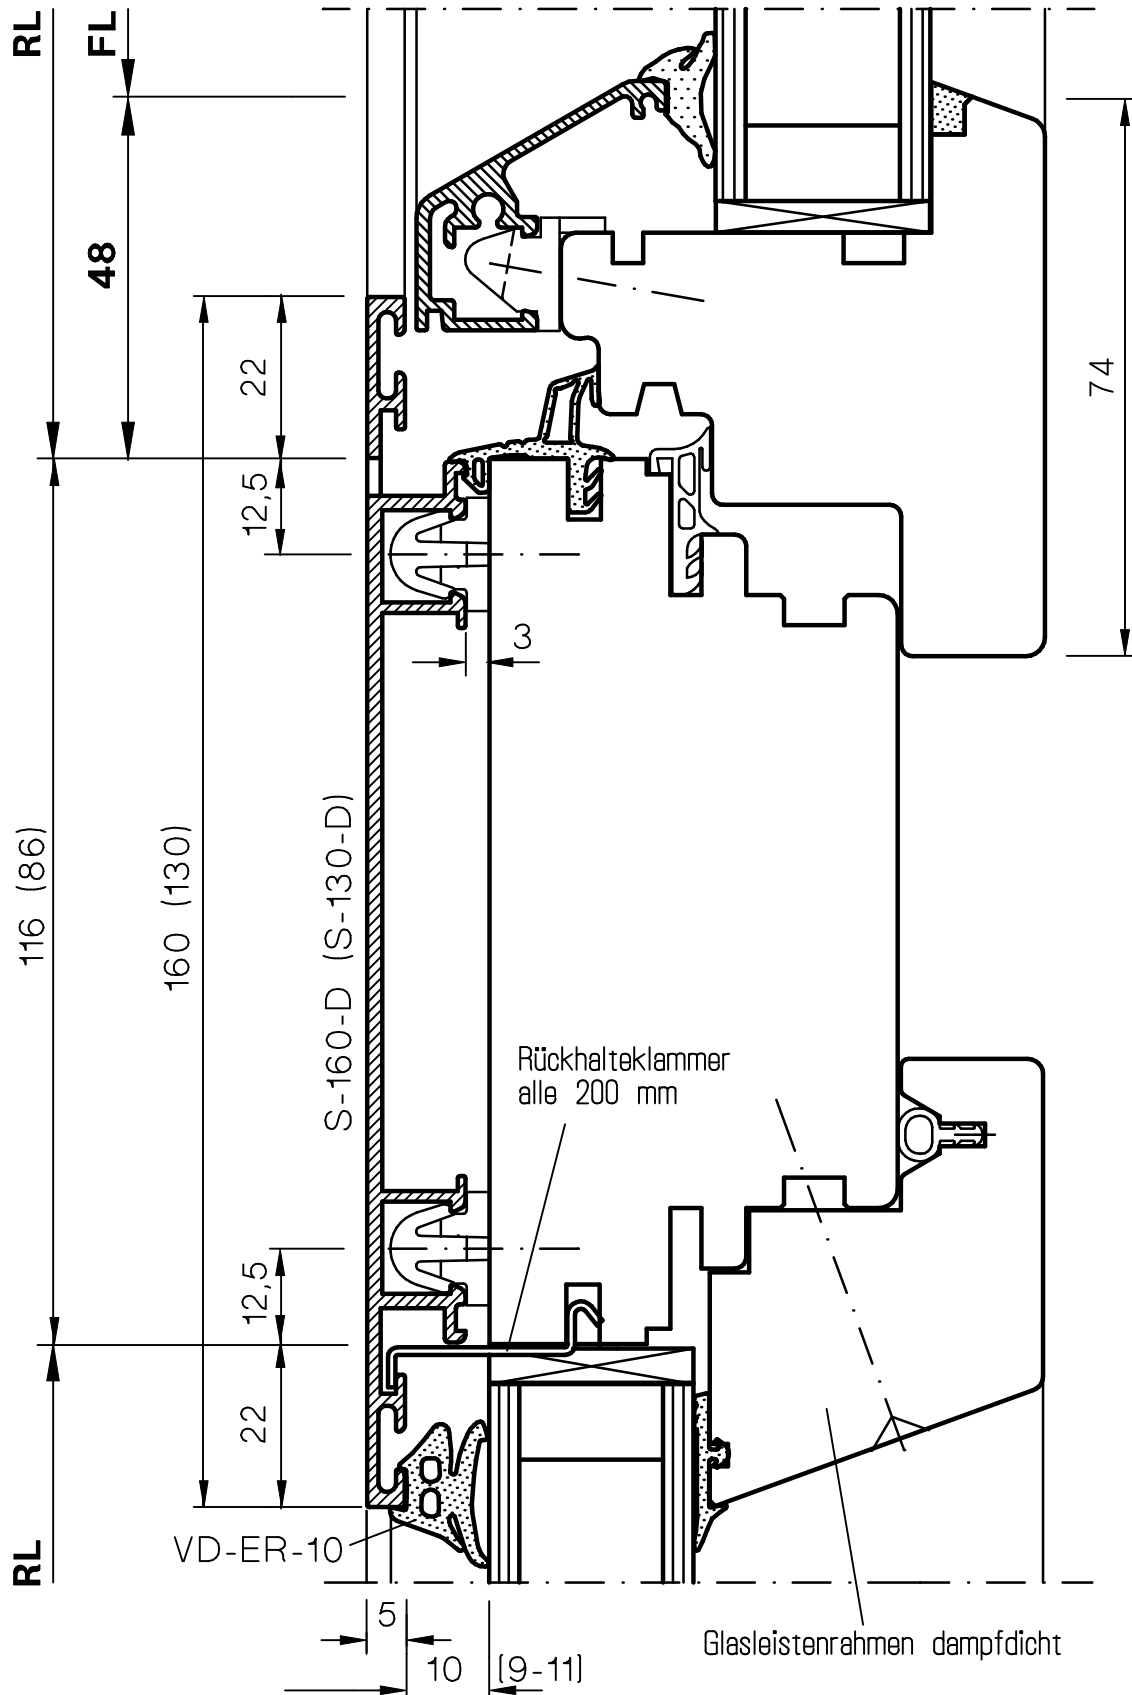 RL
FL
48
22
12,5
74
3
116 (86)
160 (130)
S-160-D (S-130-D)
Rückhalteklammer
alle 200 mm
12,5
22
RL
VD-ER-10
5
10 (9-11)
Glasleistenrahmen dampfdicht